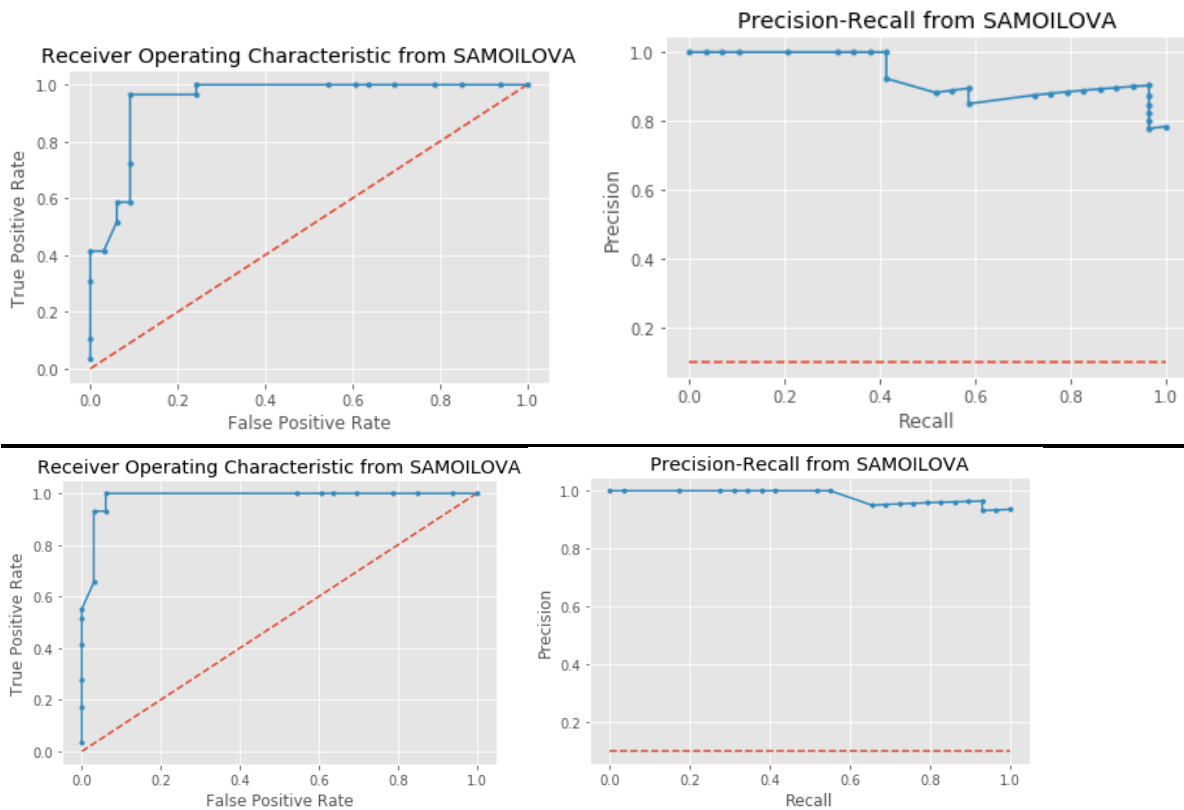 Receiver Operating Characteristic from SAMOILOVA
1.0
0.8
0.6
0.4
0.2
0.0
True Positive Rate
0.0 0.2 0.4 0.6 0.8 1.0
False Positive Rate
Precision-Recall from SAMOILOVA
1.0
0.8
0.6
0.4
0.2
Precision
0.0 0.2 0.4 0.6 0.8 1.0
Recall
Receiver Operating Characteristic from SAMOILOVA
1.0
0.8
0.6
0.4
0.2
0.0
True Positive Rate
0.0 0.2 0.4 0.6 0.8 1.0
False Positive Rate
Precision-Recall from SAMOILOVA
1.0
0.8
0.6
0.4
0.2
Precision
0.0 0.2 0.4 0.6 0.8 1.0
Recall